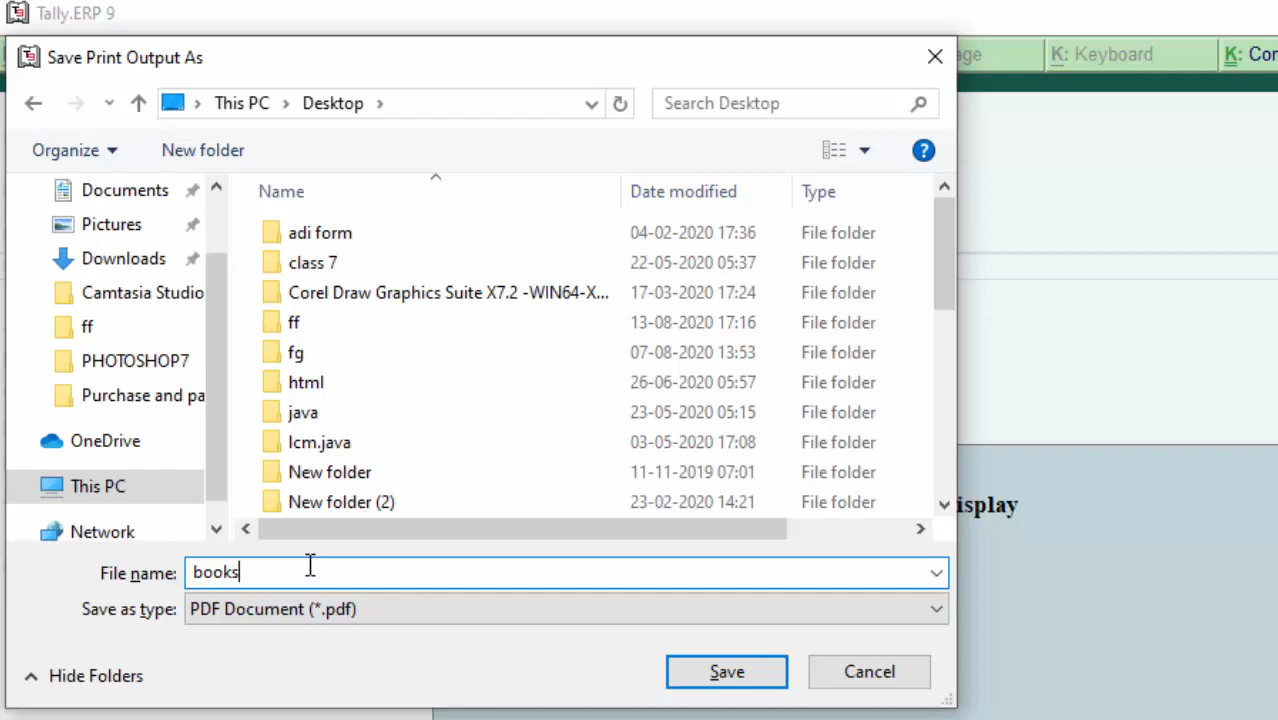 Tally.ERP 9
Save Print Output As
age K: Keyboard K: Con
This PC > Desktop >
Search Desktop
Organize New folder
?
Documents
Pictures
Downloads
Camtasia Studio
ff
PHOTOSHOP7
Purchase and pa
OneDrive
This PC
Network
Name Date modified Type
adi form 04-02-2020 17:36 File folder
class 7 22-05-2020 05:37 File folder
Corel Draw Graphics Suite X7.2 -WIN64-X... 17-03-2020 17:24 File folder
ff 13-08-2020 17:16 File folder
fg 07-08-2020 13:53 File folder
html 26-06-2020 05:57 File folder
java 23-05-2020 05:15 File folder
lcm.java 03-05-2020 17:08 File folder
New folder 11-11-2019 07:01 File folder
New folder (2) 23-02-2020 14:21 File folder
isplay
File name: books
Save as type: PDF Document (*.pdf)
Hide Folders
Save Cancel